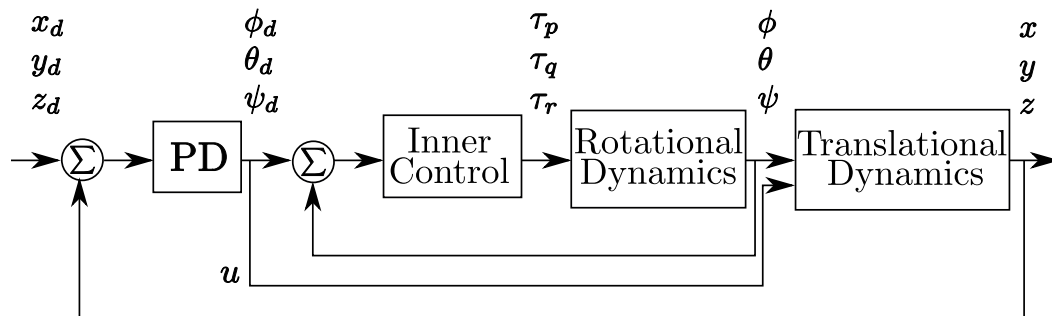 x_d
y_d
z_d
ϕ_d
θ_d
ψ_d
τ_p
τ_q
τ_r
ϕ
θ
ψ
x
y
z
Σ
PD
Σ
Inner
Control
Rotational
Dynamics
Translational
Dynamics
u